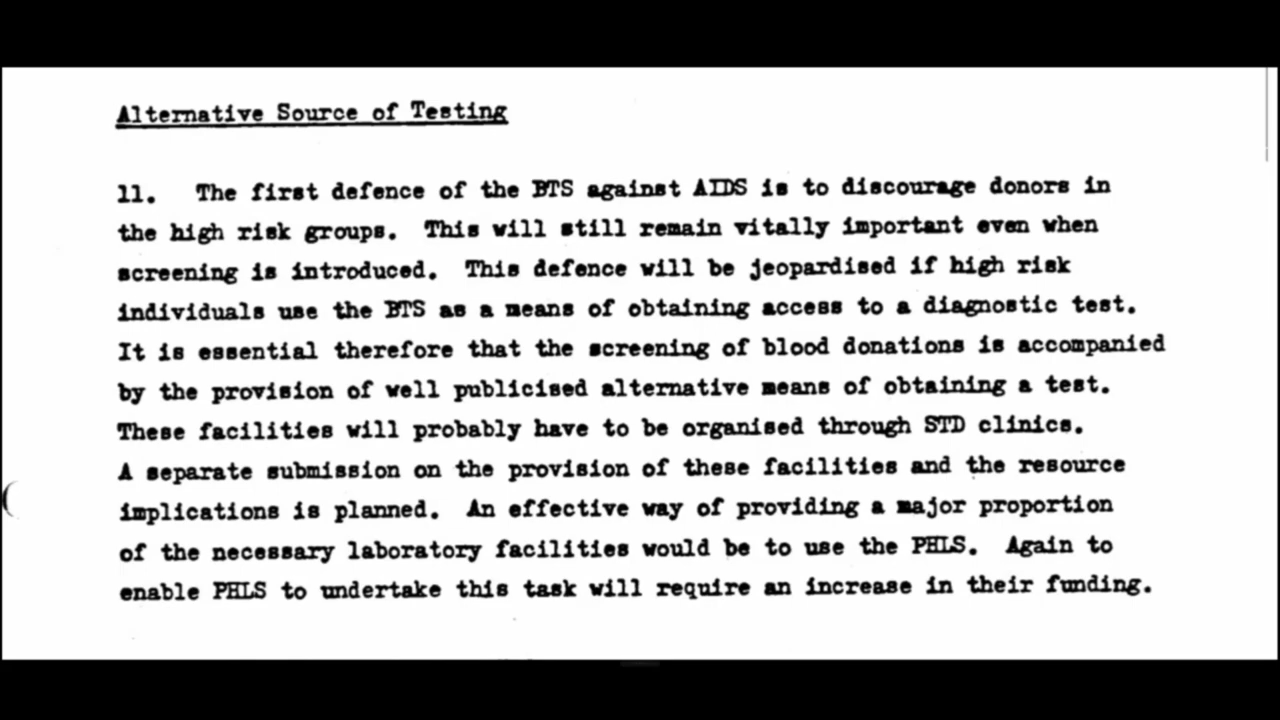 Alternative Source of Testing
11. The first defence of the BTS against AIDS is to discourage donors in
the high risk groups. This will still remain vitally important even when
screening is introduced. This defence will be jeopardised if high risk
individuals use the BTS as a means of obtaining access to a diagnostic test.
It is essential therefore that the screening of blood donations is accompanied
by the provision of well publicised alternative means of obtaining a test.
These facilities will probably have to be organised through STD clinics.
A separate submission on the provision of these facilities and the resource
implications is planned. An effective way of providing a major proportion
of the necessary laboratory facilities would be to use the PHLS. Again to
enable PHLS to undertake this task will require an increase in their funding.